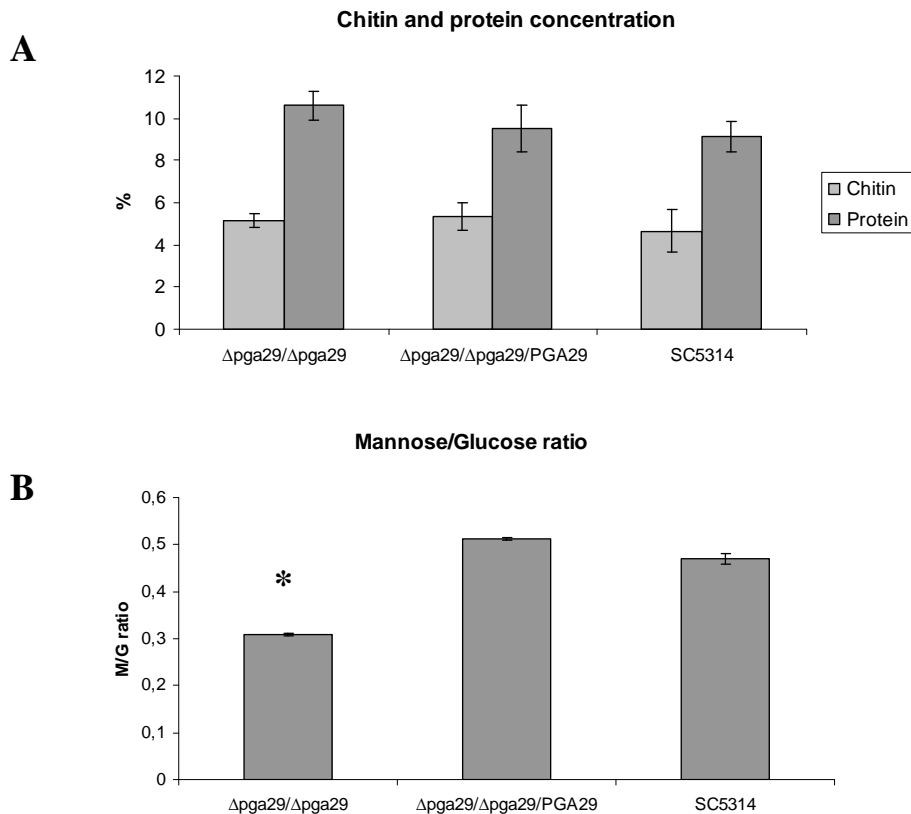 Chitin and protein concentration
A
12
10
8
6
4
2
0
%
Chitin
Protein
Δpga29/Δpga29 Δpga29/Δpga29/PGA29 SC5314
Mannose/Glucose ratio
B
0,6
0,5
0,4
0,3
0,2
0,1
0
M/G ratio
*
Δpga29/Δpga29 Δpga29/Δpga29/PGA29 SC5314